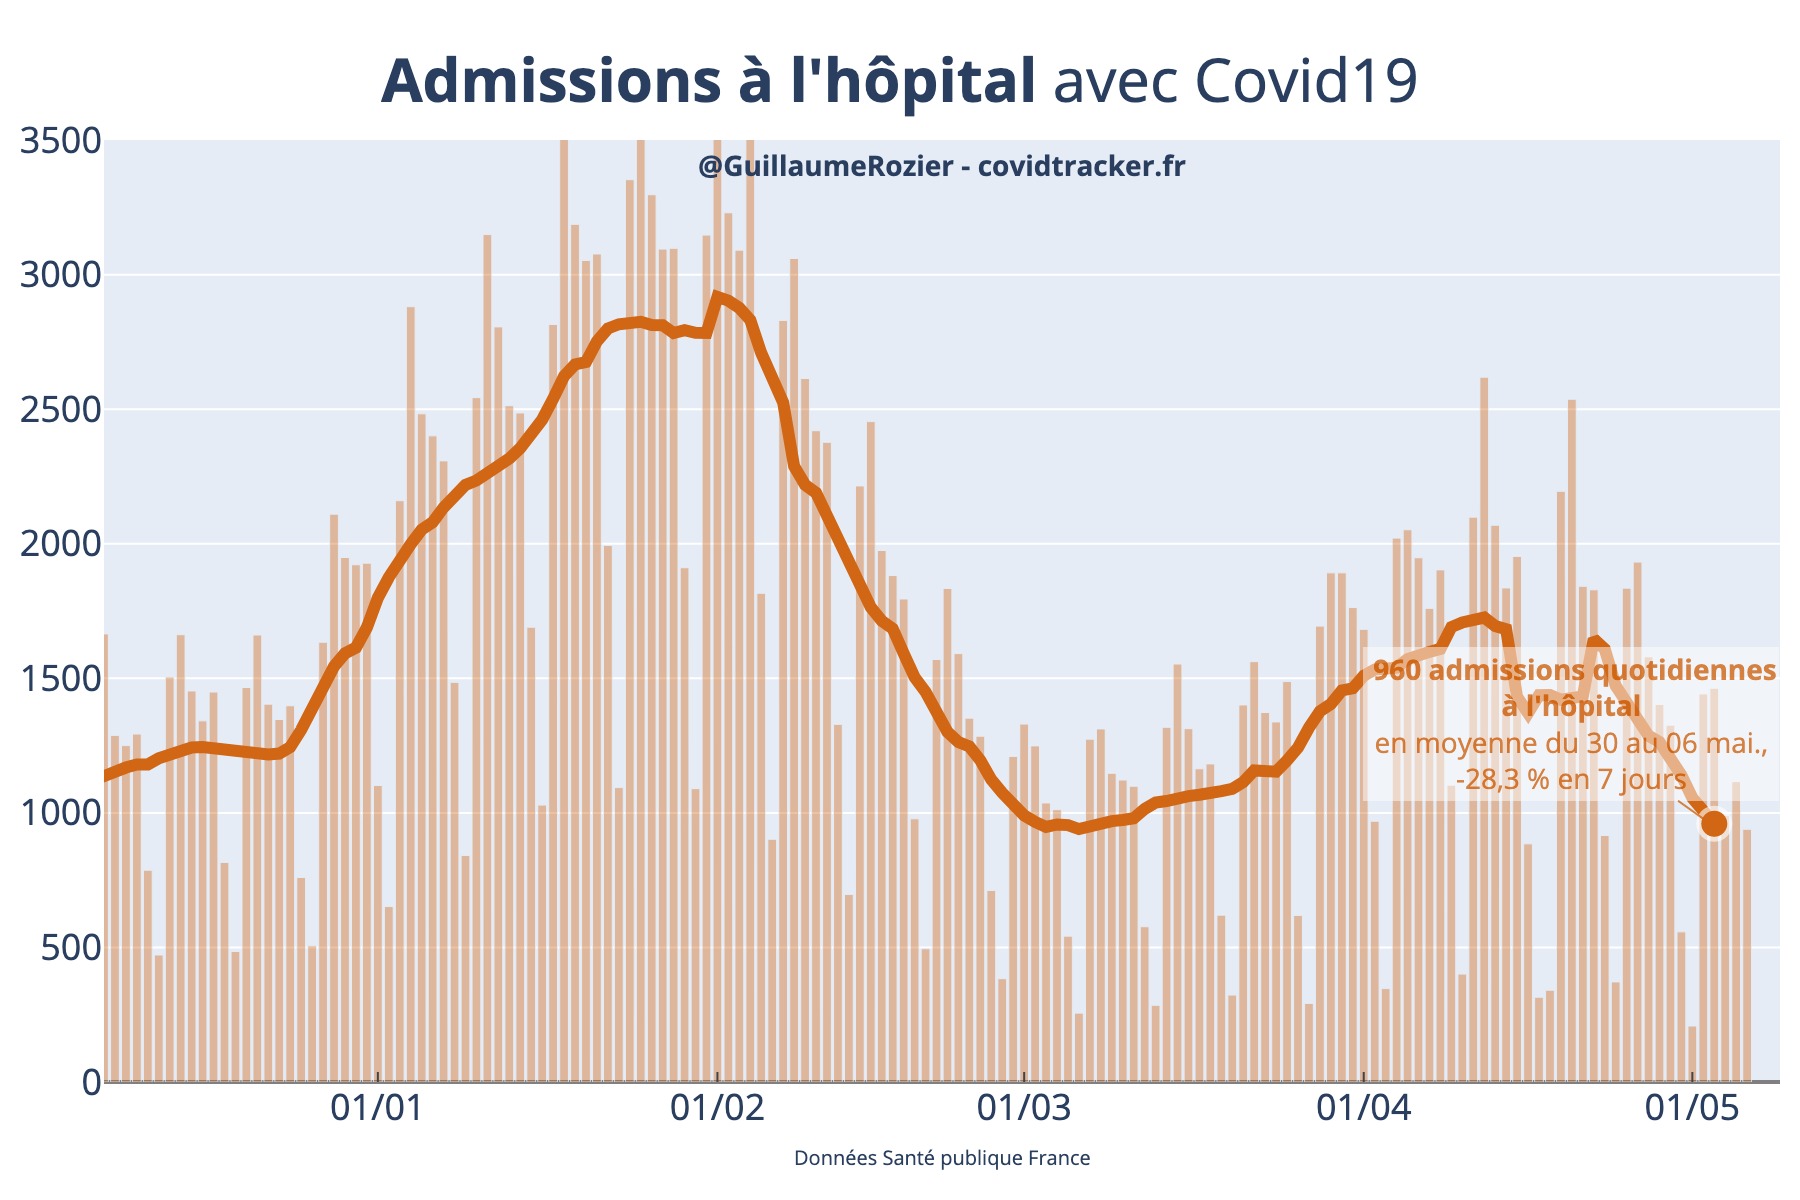 Admissions à l'hôpital avec Covid19
@GuillaumeRozier - covidtracker.fr
3500
3000
2500
2000
1500
1000
500
0
960 admissions quotidiennes
à l'hôpital
en moyenne du 30 au 06 mai.,
-28,3 % en 7 jours
01/01 01/02 01/03 01/04 01/05
Données Santé publique France